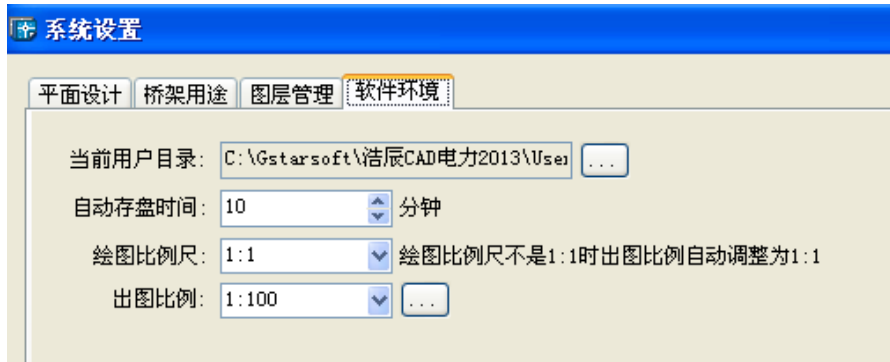 系统设置
平面设计 桥架用途 图层管理 软件环境
当前用户目录: C:\Gstarsoft\浩辰CAD电力2013\User ...
自动存盘时间: 10 分钟
绘图比例尺: 1:1 绘图比例尺不是1:1时出图比例自动调整为1:1
出图比例: 1:100 ...